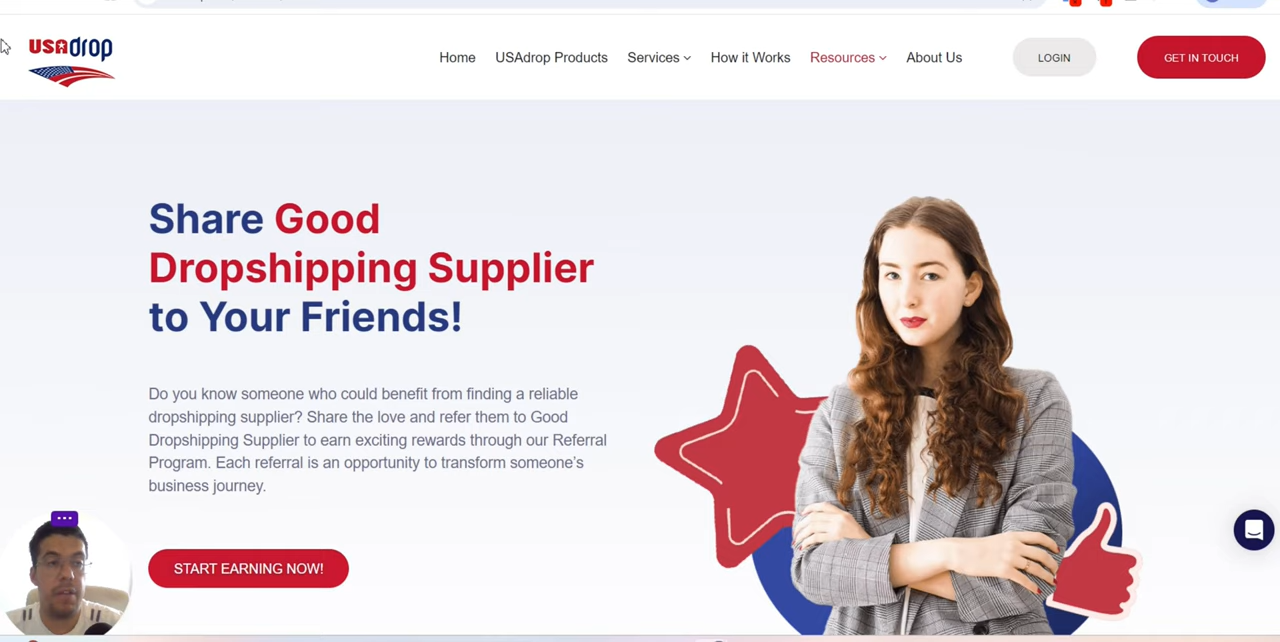 USAdrop
Home
USAdrop Products
Services
How it Works
Resources
About Us
LOGIN
GET IN TOUCH
Share Good
Dropshipping Supplier
to Your Friends!
Do you know someone who could benefit from finding a reliable
dropshipping supplier? Share the love and refer them to Good
Dropshipping Supplier to earn exciting rewards through our Referral
Program. Each referral is an opportunity to transform someone's
business journey.
START EARNING NOW!